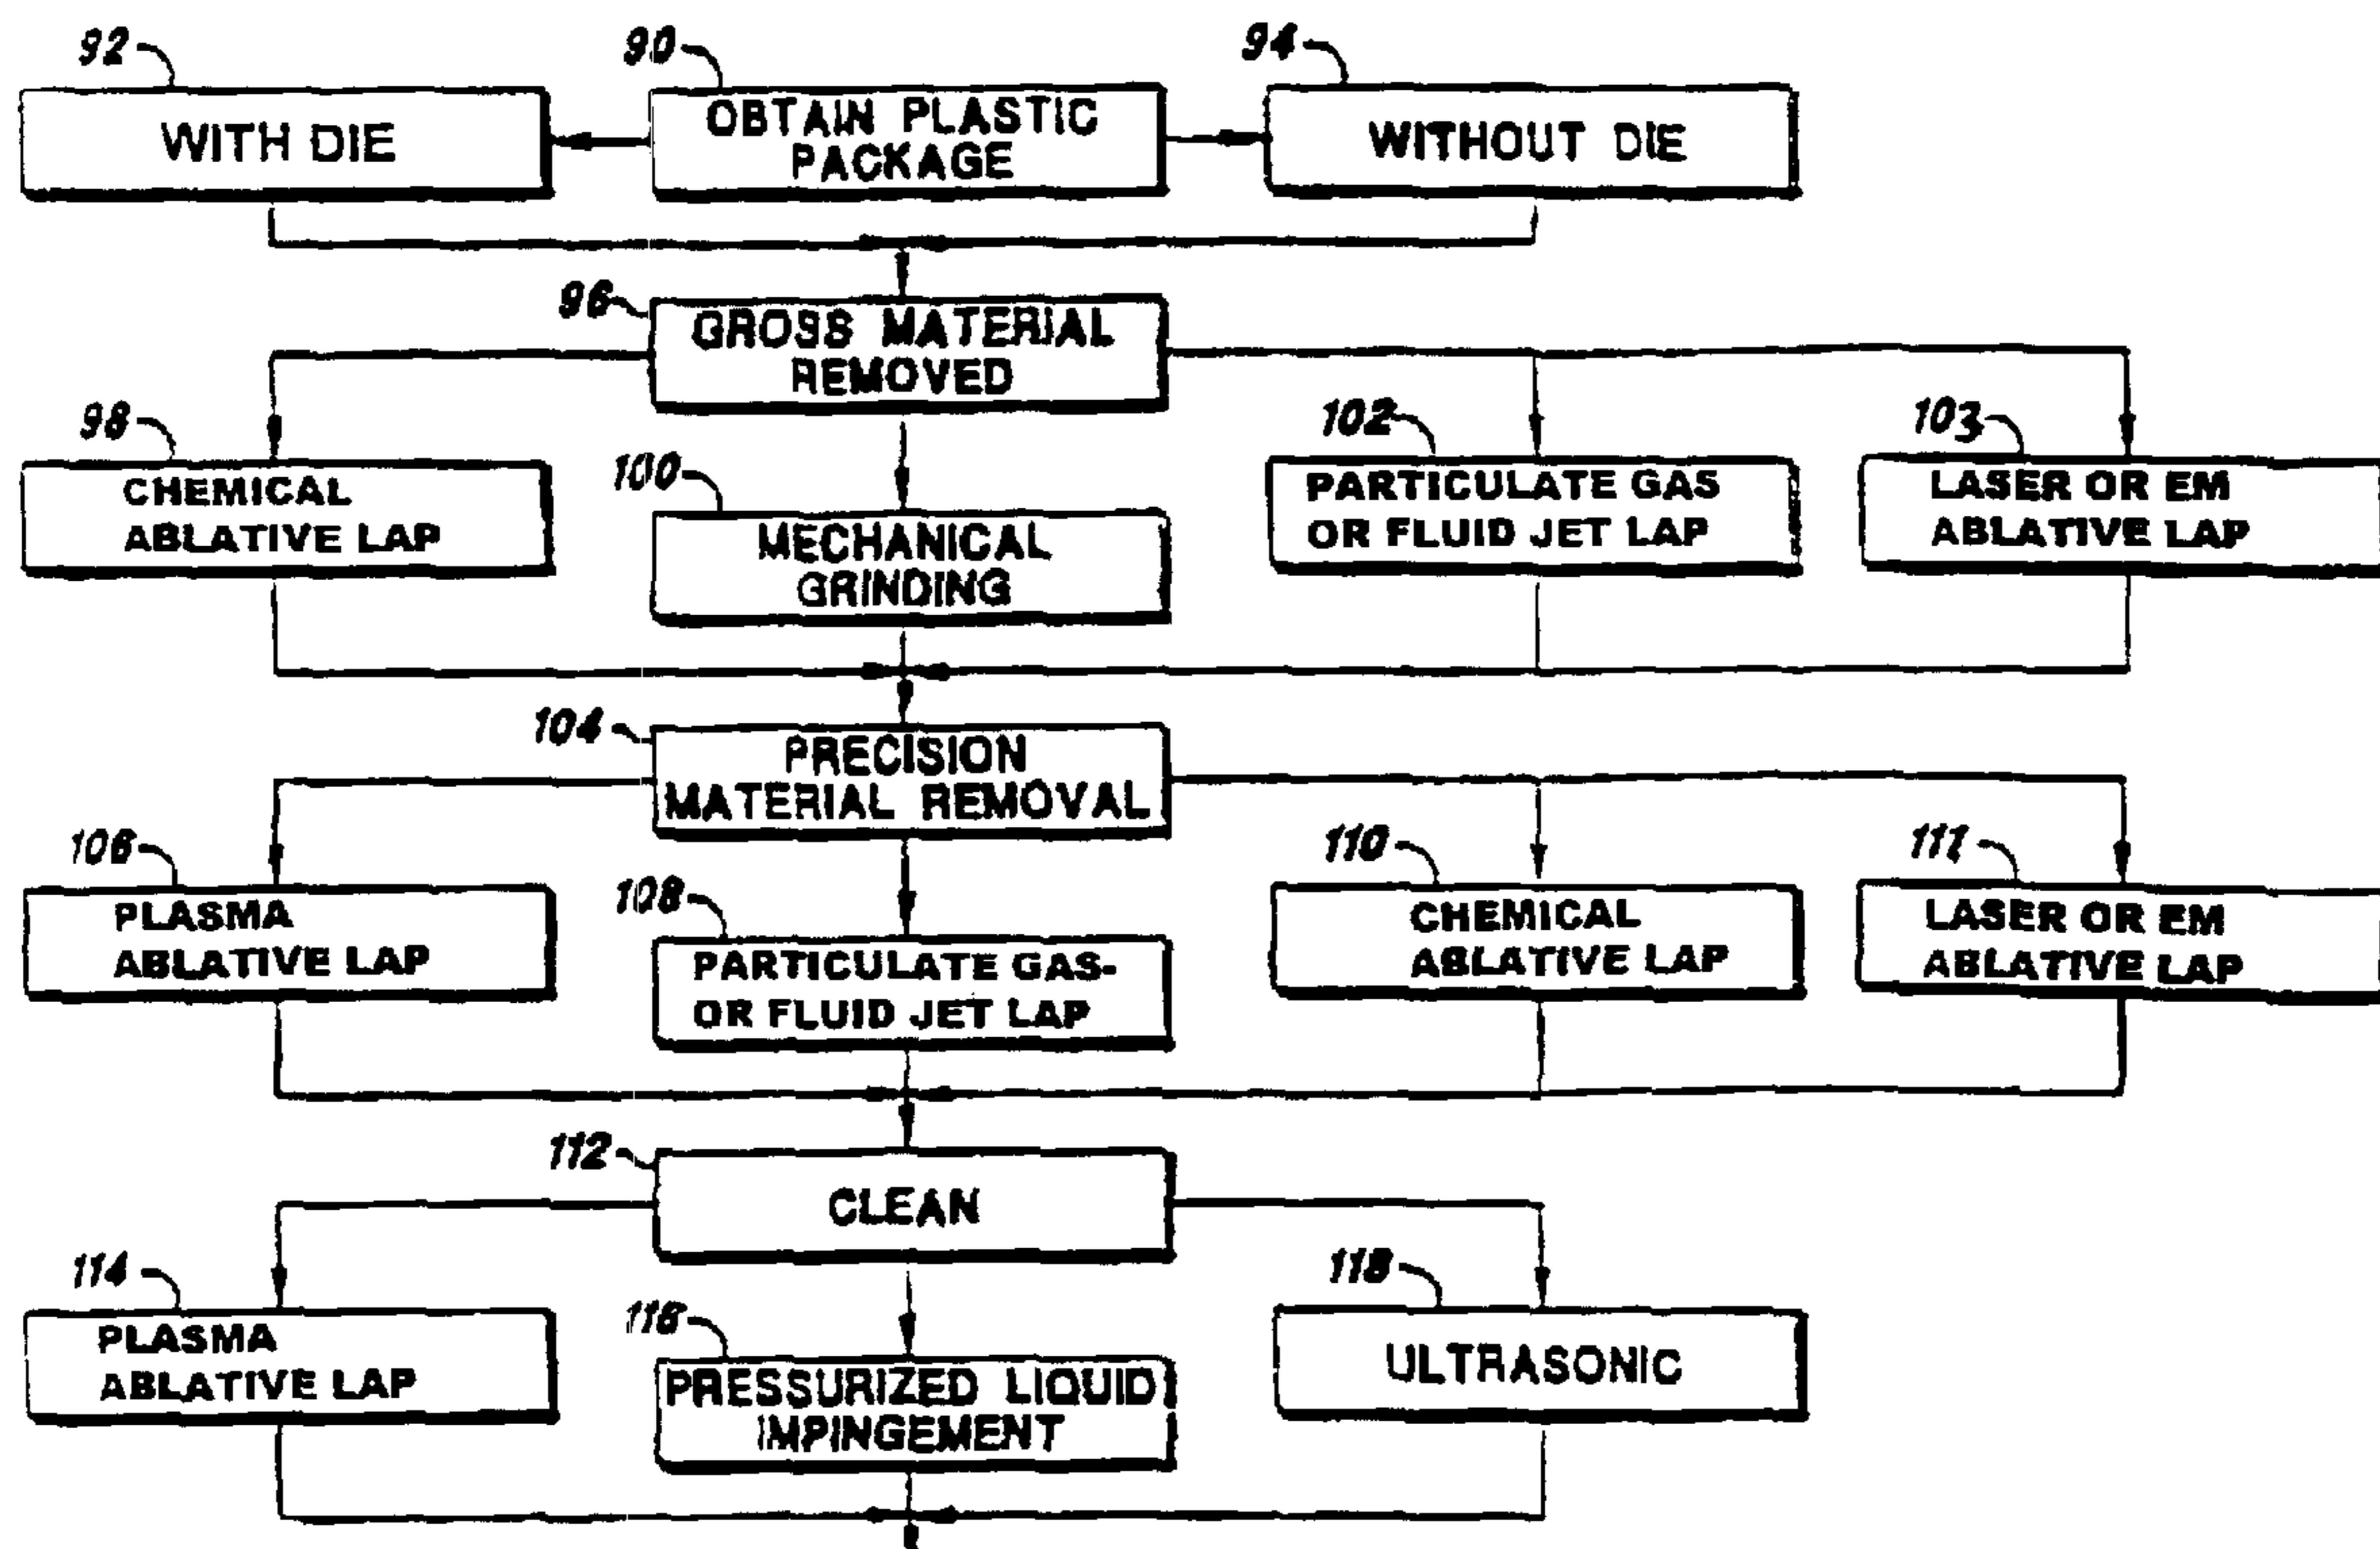 92
90
94
WITH DIE
OBTAIN PLASTIC
PACKAGE
WITHOUT DIE
96
GROSS MATERIAL
REMOVED
98
CHEMICAL
ABLATIVE LAP
100
MECHANICAL
GRINDING
102
PARTICULATE GAS
OR FLUID JET LAP
103
LASER OR EM
ABLATIVE LAP
104
PRECISION
MATERIAL REMOVAL
106
PLASMA
ABLATIVE LAP
108
PARTICULATE GAS-
OR FLUID JET LAP
110
CHEMICAL
ABLATIVE LAP
111
LASER OR EM
ABLATIVE LAP
112
CLEAN
114
PLASMA
ABLATIVE LAP
116
PRESSURIZED LIQUID
IMPINGEMENT
118
ULTRASONIC